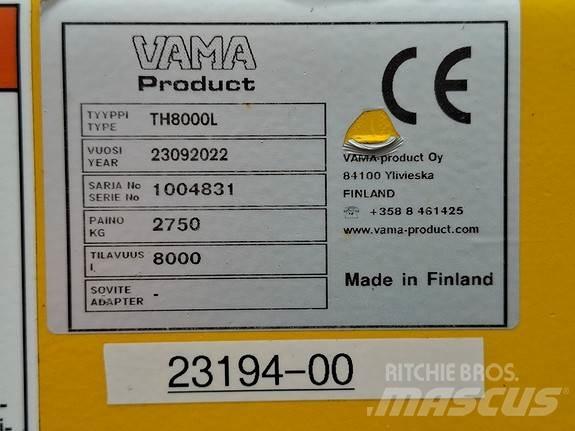 VAMA
Product
TYYPPI
TYPE
TH8000L
VUOSI
YEAR
23092022
SARJA No
SERIE No
1004831
PAINO
KG
2750
TILAVUUS
L
8000
SOVITE
ADAPTER
-
CE
VAMA-product Oy
84100 Ylivieska
FINLAND
☎ +358 8 461425
www.vama-product.com
Made in Finland
23194-00
RITCHIE BROS.
MASCUS